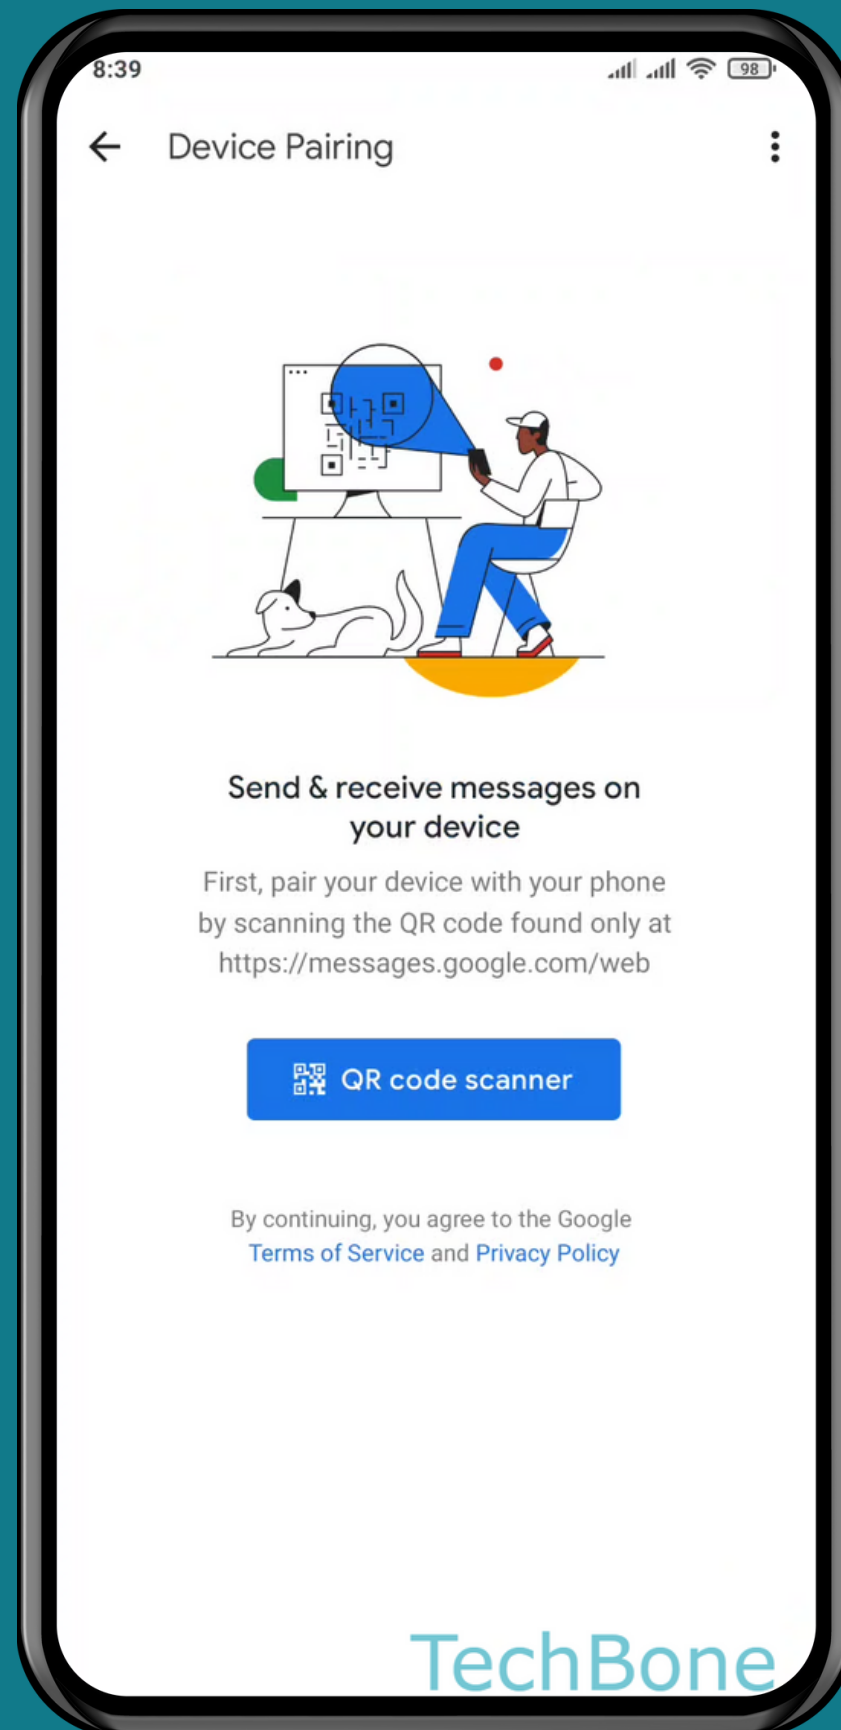 8:39
98
Device Pairing
Send & receive messages on
your device
First, pair your device with your phone
by scanning the QR code found only at
https://messages.google.com/web
QR code scanner
By continuing, you agree to the Google
Terms of Service and Privacy Policy
TechBone